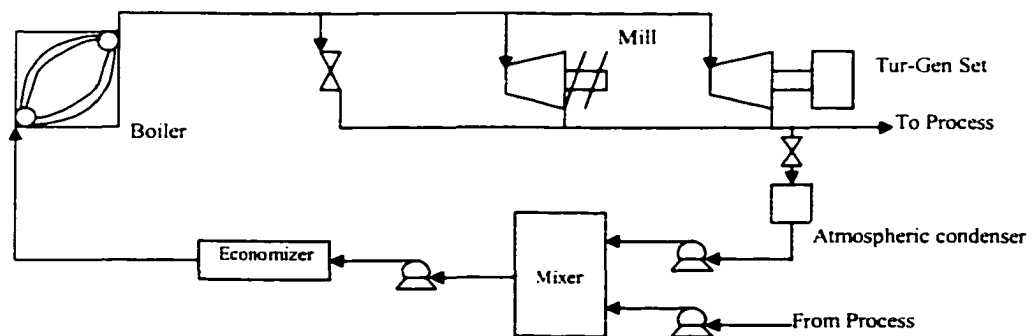 Mill
Tur-Gen Set
Boiler
To Process
Economizer
Mixer
Atmospheric condenser
From Process